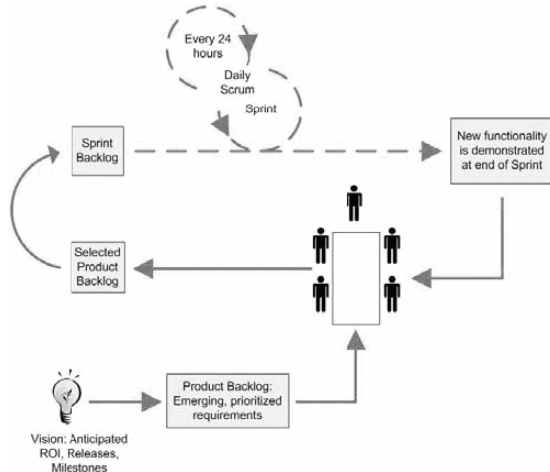 Every 24
hours
Daily
Scrum
Sprint
Sprint
Backlog
New functionality
is demonstrated
at end of Sprint
Selected
Product
Backlog
Product Backlog:
Emerging, prioritized
requirements
Vision: Anticipated
ROI, Releases,
Milestones